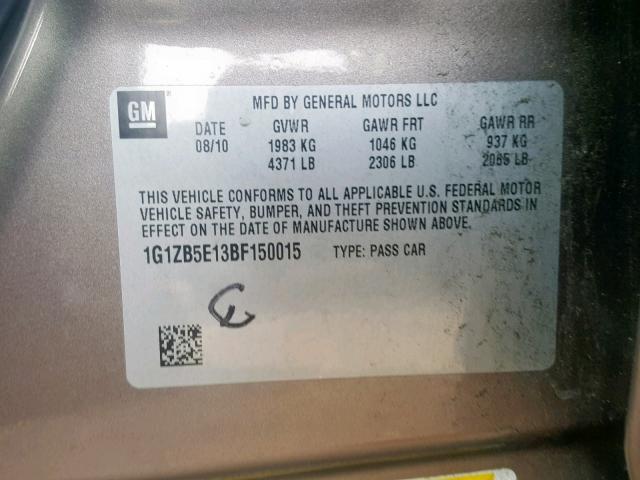 GM
MFD BY GENERAL MOTORS LLC
DATE GVWR GAWR FRT GAWR RR
08/10 1983 KG 1046 KG 937 KG
4371 LB 2306 LB 2065 LB
THIS VEHICLE CONFORMS TO ALL APPLICABLE U.S. FEDERAL MOTOR
VEHICLE SAFETY, BUMPER, AND THEFT PREVENTION STANDARDS IN
EFFECT ON THE DATE OF MANUFACTURE SHOWN ABOVE.
1G1ZB5E13BF150015 TYPE: PASS CAR